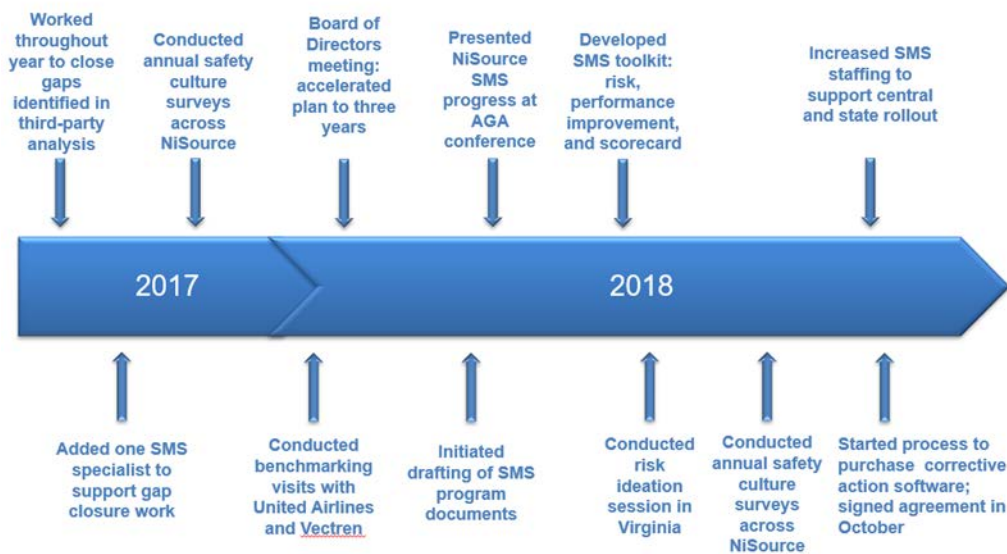 Worked
throughout
year to close
gaps
identified in
third-party
analysis
Conducted
annual safety
culture
surveys
across
NiSource
Board of
Directors
meeting:
accelerated
plan to three
years
Presented
NiSource
SMS
progress at
AGA
conference
Developed
SMS toolkit:
risk,
performance
improvement,
and scorecard
Increased SMS
staffing to
support central
and state rollout
2017
2018
Added one SMS
specialist to
support gap
closure work
Conducted
benchmarking
visits with
United Airlines
and Vectren
Initiated
drafting of SMS
program
documents
Conducted
risk
ideation
session in
Virginia
Conducted
annual safety
culture
surveys
across
NiSource
Started process to
purchase corrective
action software;
signed agreement in
October